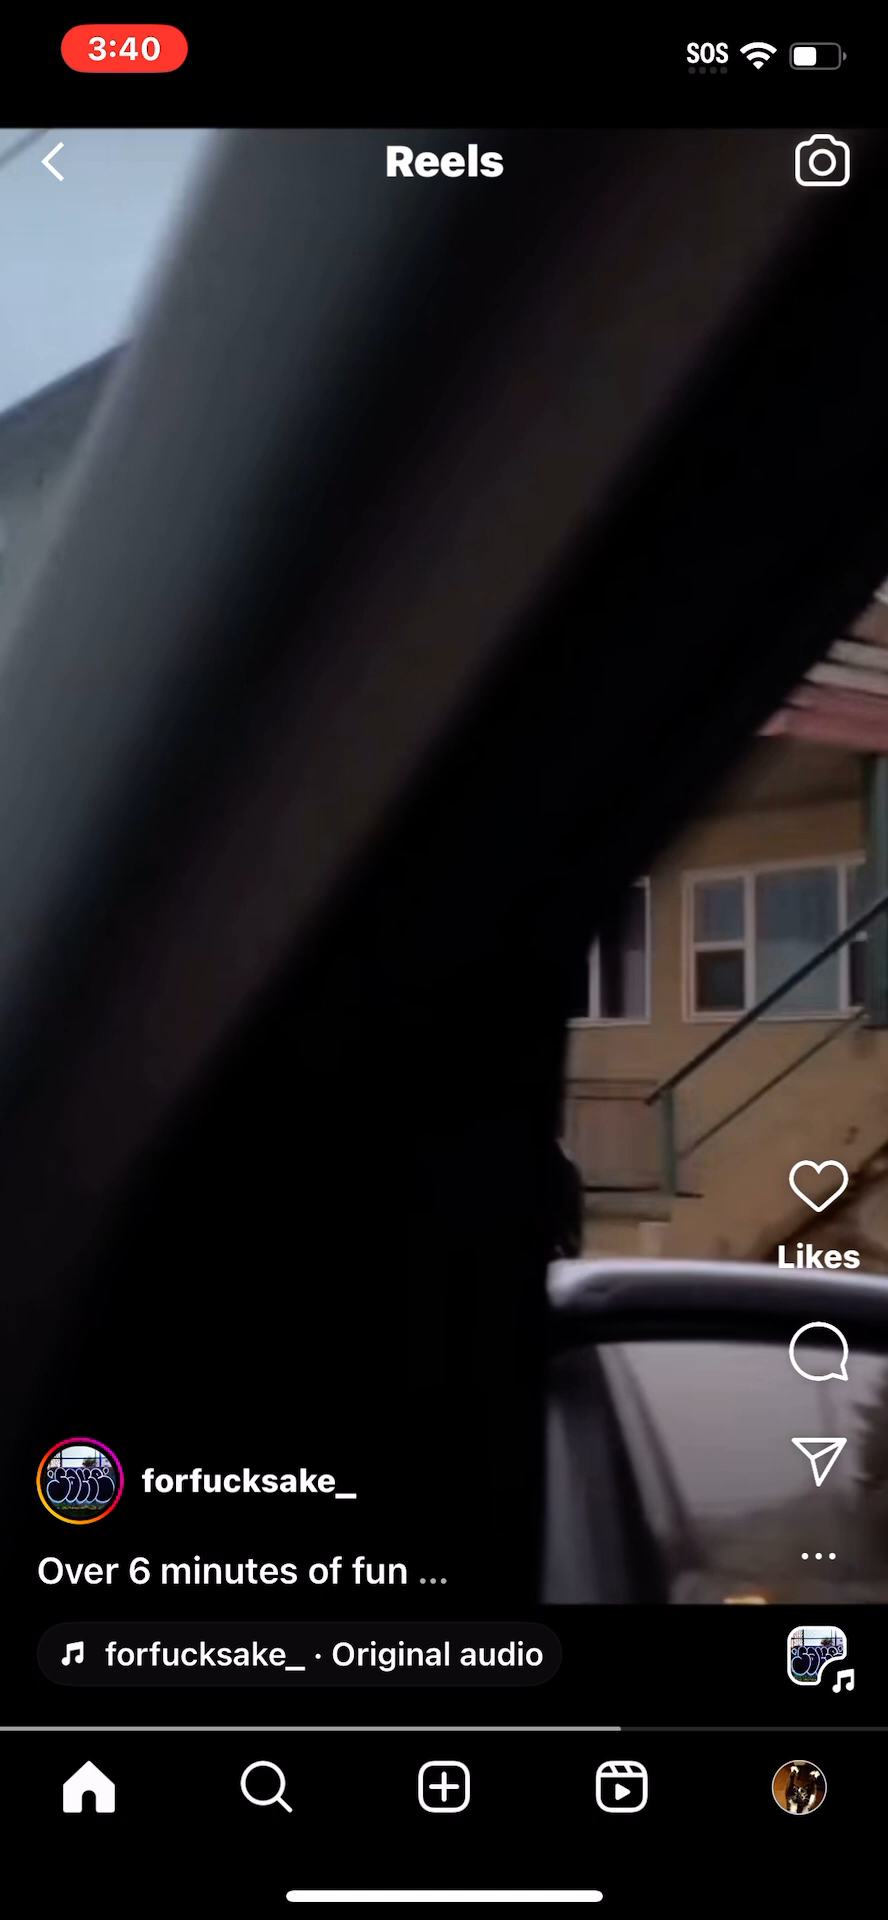 3:40
SOS
Reels
Likes
forfucksake_
Over 6 minutes of fun ...
forfucksake_ · Original audio